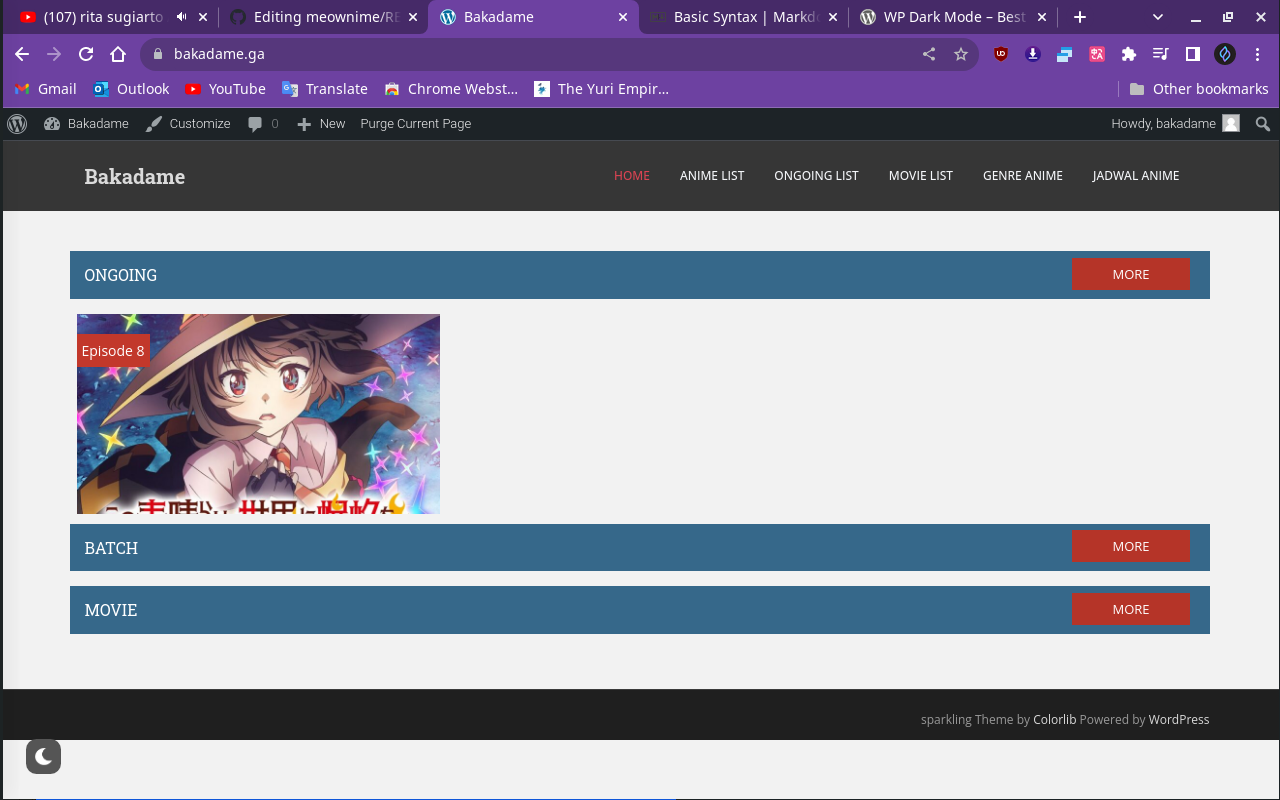 (107) rita sugiarto
Editing meownime/RE
Bakadame
Basic Syntax | Markdo
WP Dark Mode – Best
bakadame.ga
Gmail
Outlook
YouTube
Translate
Chrome Webst...
The Yuri Empir...
Other bookmarks
Bakadame
Customize
0
New
Purge Current Page
Howdy, bakadame
Bakadame
HOME
ANIME LIST
ONGOING LIST
MOVIE LIST
GENRE ANIME
JADWAL ANIME
ONGOING
MORE
Episode 8
BATCH
MORE
MOVIE
MORE
sparkling Theme by Colorlib Powered by WordPress